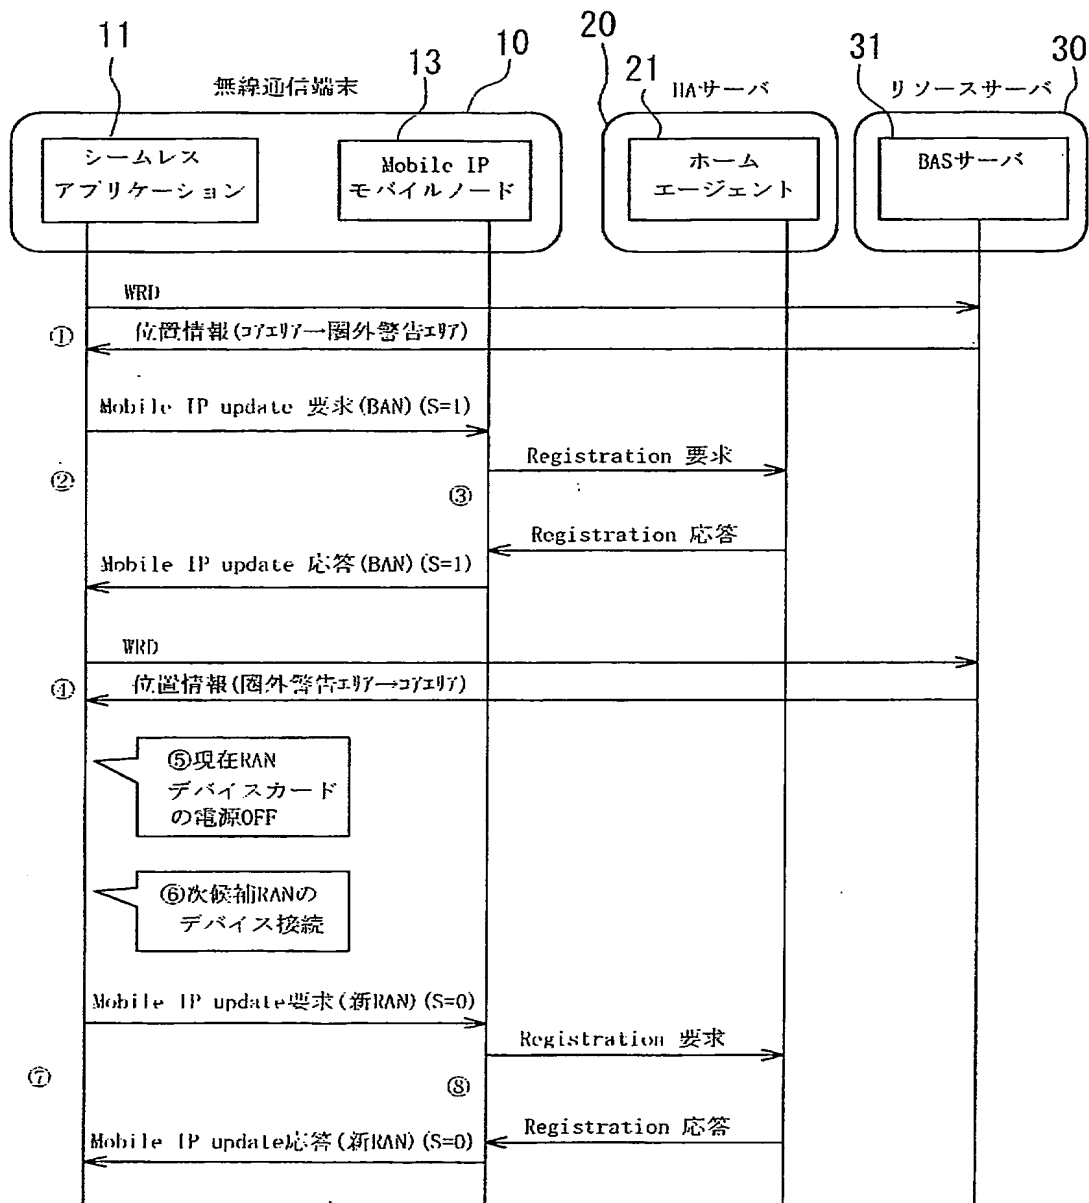 11
13
10
20
21
31
30
無線通信端末
HAサーバ
リソースサーバ
シームレス
アプリケーション
Mobile IP
モバイルノード
ホーム
エージェント
BASサーバ
WRD
① 位置情報(コアエリア→圏外警告エリア)
Mobile IP update 要求(BAN)(S=1)
Registration 要求
②
③
Registration 応答
Mobile IP update 応答(BAN)(S=1)
WRD
④ 位置情報(圏外警告エリア→コアエリア)
⑤現在RAN
デバイスカード
の電源OFF
⑥次候補RANの
デバイス接続
Mobile IP update要求(新RAN)(S=0)
Registration 要求
⑦
⑧
Registration 応答
Mobile IP update応答(新RAN)(S=0)